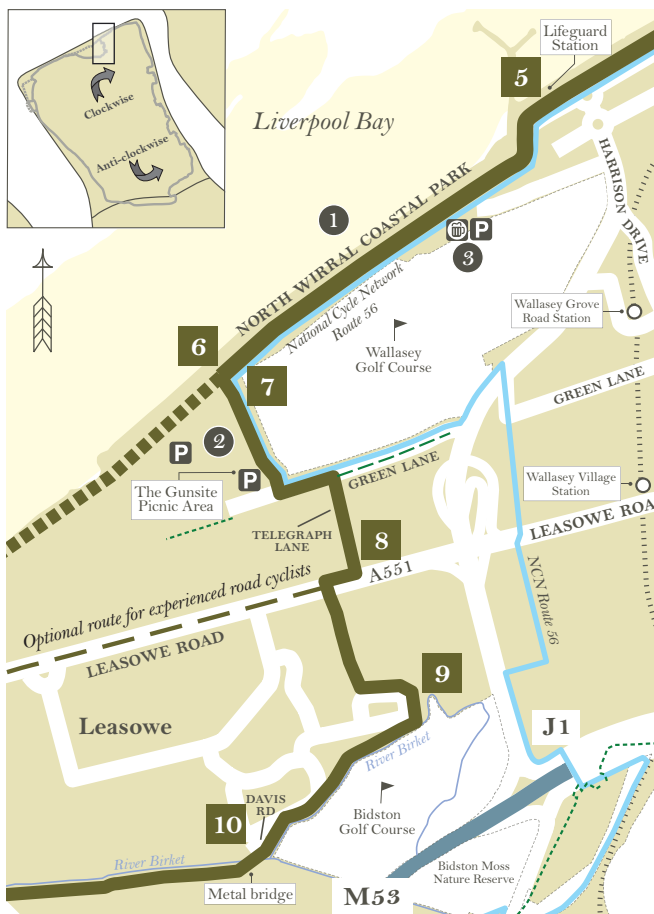 Clockwise
Anti-clockwise
Liverpool Bay
5
Lifeguard
Station
HARRISON DRIVE
1
NORTH WIRRAL COASTAL PARK
P
3
National Cycle Network
Route 56
Wallasey
Golf Course
Wallasey Grove
Road Station
6
7
GREEN LANE
2
P
P
The Gunsite
Picnic Area
GREEN LANE
Wallasey Village
Station
TELEGRAPH
LANE
8
LEASOWE ROA
A551
Optional route for experienced road cyclists
LEASOWE ROAD
NCN Route 56
9
Leasowe
J1
River Birket
DAVIS
RD
10
Bidston
Golf Course
River Birket
Metal bridge
Bidston Moss
Nature Reserve
M53